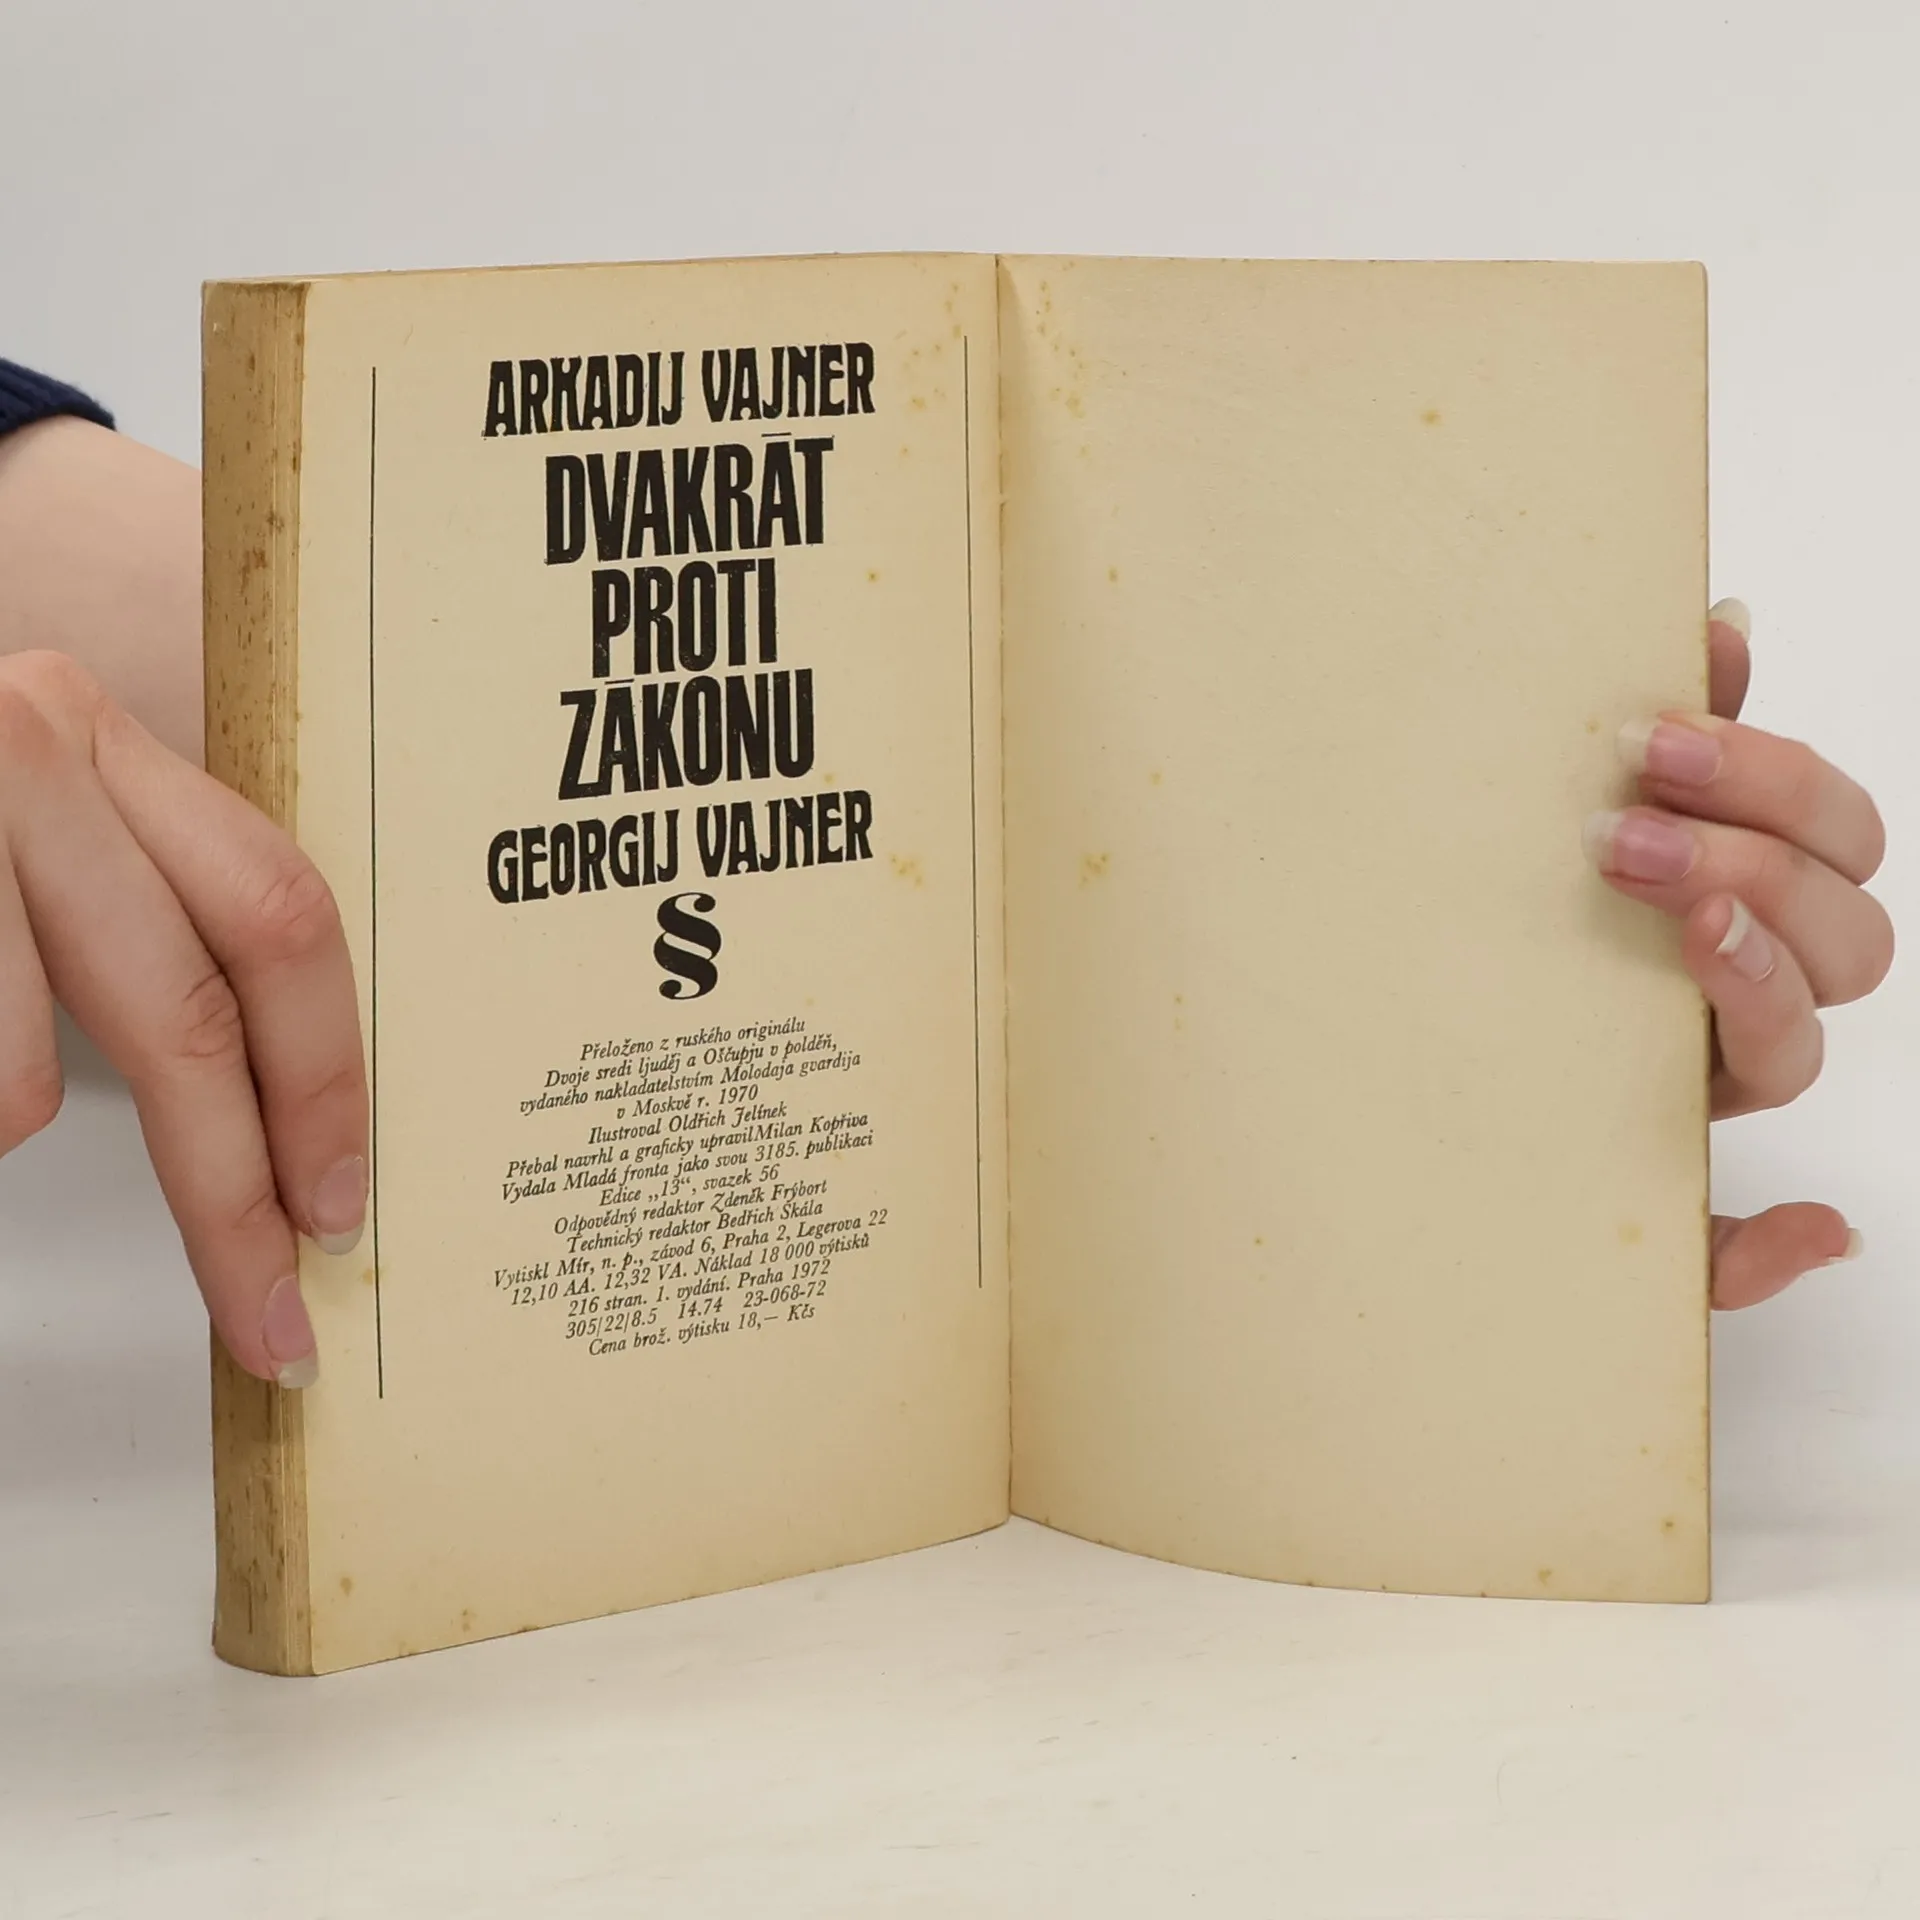 ARKADIJ VAJNER
DVAKRÁT
PROTI
ZÁKONU
GEORGIJ VAJNER
§
Přeloženo z ruského originálu
Dvoje sredi ljuděj a Oščupju v polděň,
vydaného nakladatelstvím Molodaja gvardija
v Moskvě r. 1970
Ilustroval Oldřich Jelínek
Přebal navrhl a graficky upravil Milan Kopřiva
Vydala Mladá fronta jako svou 3185. publikaci
Edice „13“, svazek 56
Odpovědný redaktor Zdeněk Frýbort
Technický redaktor Bedřich Skála
Vytiskl Mír, n. p., závod 6, Praha 2, Legerova 22
12,10 AA. 12,32 VA. Náklad 18 000 výtisků
216 stran. 1. vydání. Praha 1972
305/22/8.5 14.74 23-068-72
Cena brož. výtisku 18,— Kčs